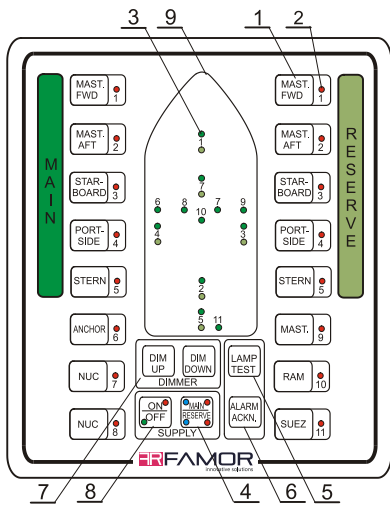 3 9 1 2
MAIN
MAST. FWD 1
MAST. AFT 2
STAR-BOARD 3
PORT-SIDE 4
STERN 5
ANCHOR 6
NUC 7
NUC 8
1
7
6 8 7 9
10
4 3
2
5 11
MAST. FWD 1
MAST. AFT 2
STAR-BOARD 3
PORT-SIDE 4
STERN 5
MAST. 9
RAM 10
SUEZ 11
RESERVE
DIM UP
DIM DOWN
DIMMER
LAMP TEST
ON OFF
MAIN RESERVE
SUPPLY
ALARM ACKN.
FAMOR
innovative solutions
7 8 4 6 5